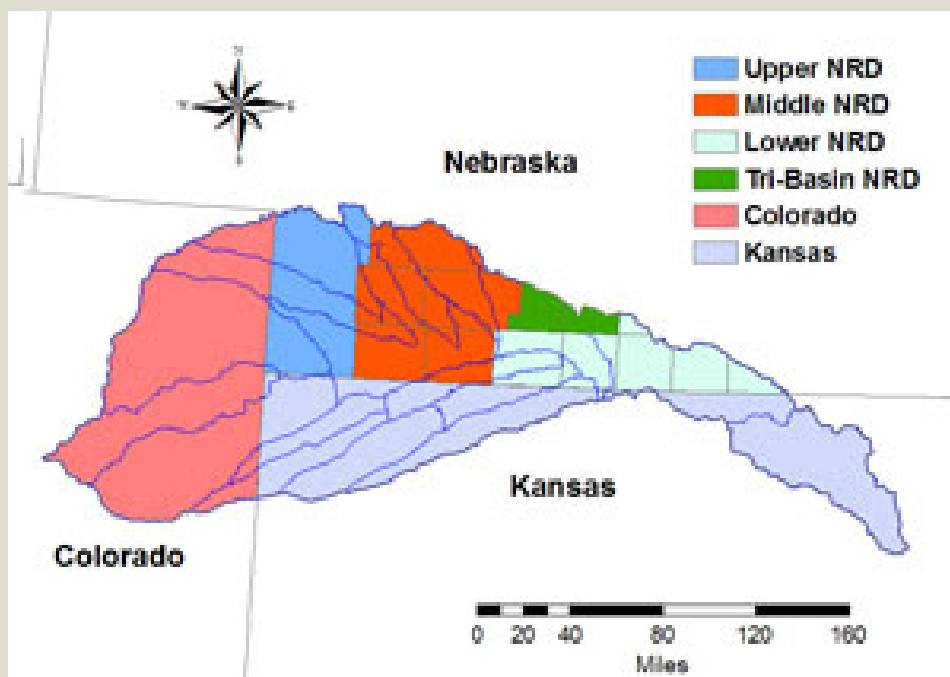 N
Upper NRD
Middle NRD
Lower NRD
Tri-Basin NRD
Colorado
Kansas
Nebraska
Kansas
Colorado
0 20 40 80 120 160
Miles